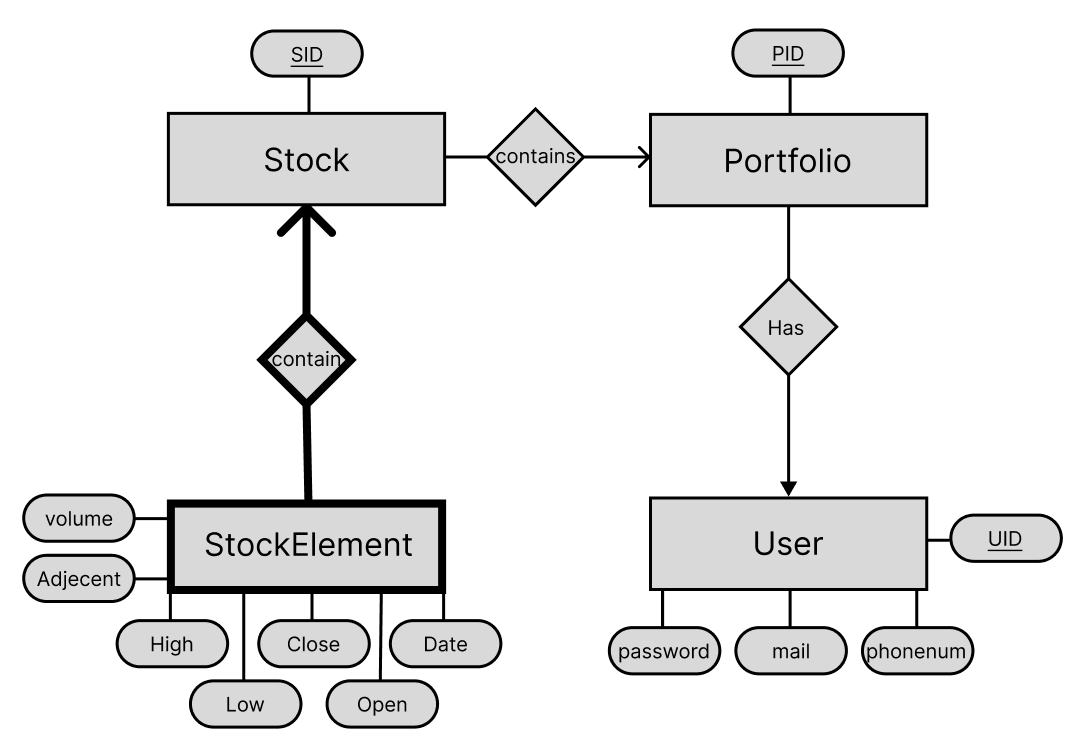 SID
PID
Stock
contains
Portfolio
Has
contain
volume
StockElement
User
UID
Adjecent
High
Close
Date
password
mail
phonenum
Low
Open